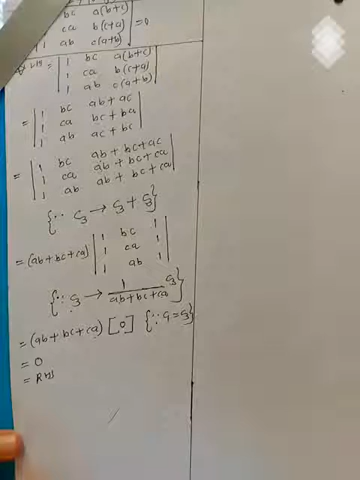 bc a(b+c)
ca b(c+a) =0
1 ab c(a+b)
LHS = 1 bc a(b+c)
1 ca b(c+a)
1 ab c(a+b)
= 1 bc ab+ac
1 ca bc+ba
1 ab ac+bc
= 1 bc ab+bc+ac
1 ca ab+bc+ca
1 ab ab+bc+ca
{∵ C₃ → C₂+C₃}
=(ab+bc+ca) 1 bc 1
1 ca 1
1 ab 1
{∵ C₃ → 1/(ab+bc+ca) C₃}
=(ab+bc+ca) [0] {∵ C₁=C₃}
= 0
= RHS